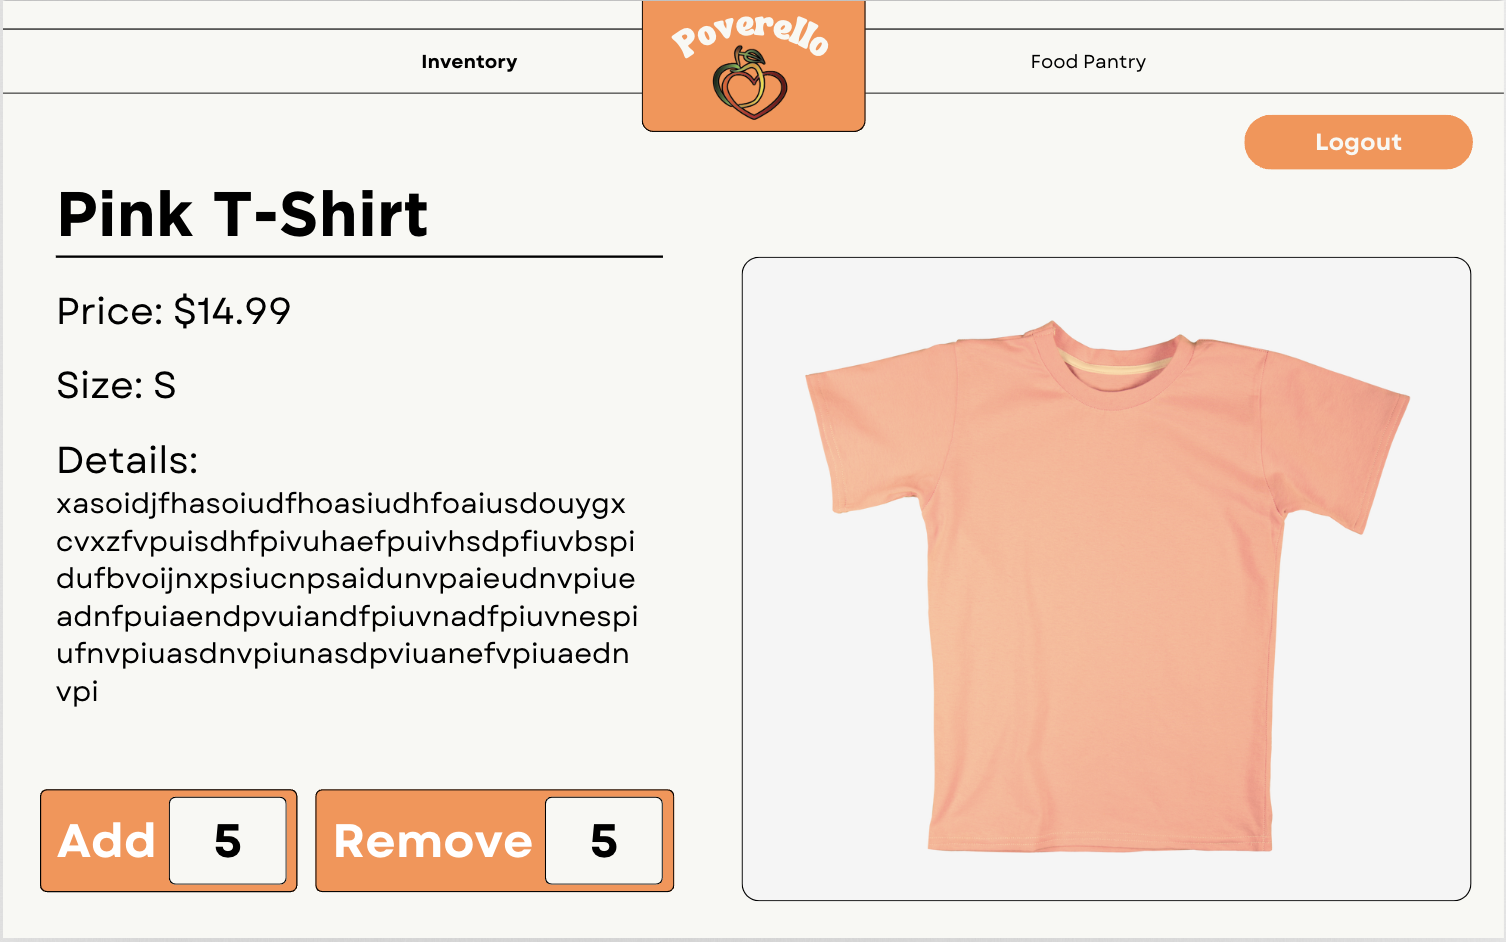 Poverello
Inventory
Food Pantry
Logout
Pink T-Shirt
Price: $14.99
Size: S
Details:
xasoidjfhasoiudfhoasiudhfoaiusdouygx
cvxzfvpuisdhfpivuhaefpuivhsdpfiuvbspi
dufbvoijnxpsiucnpsaidunvpaieudnvpiue
adnfpuiaendpvuiandfpiuvnadfpiuvnespi
ufnvpiuasdnvpiunasdpviuanefvpiuaedn
vpi
Add 5
Remove 5